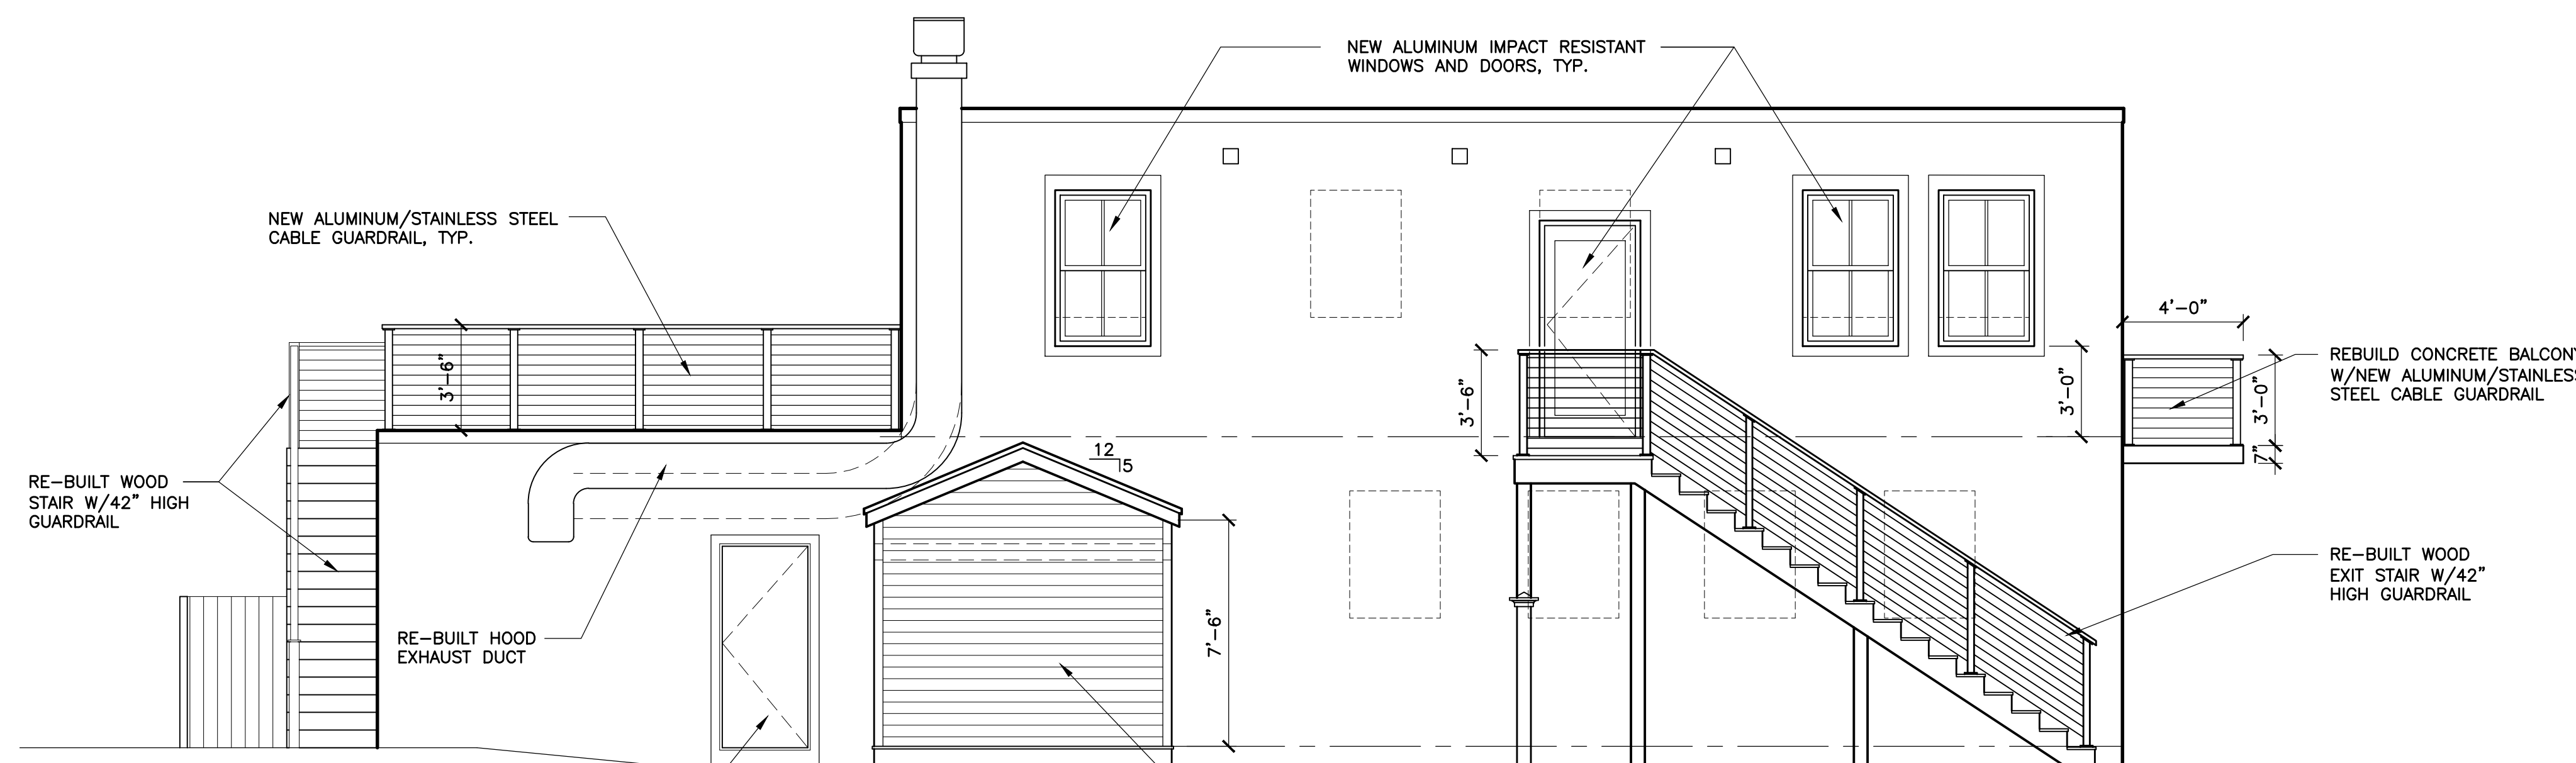 NEW ALUMINUM IMPACT RESISTANT
WINDOWS AND DOORS, TYP.
NEW ALUMINUM/STAINLESS STEEL
CABLE GUARDRAIL, TYP.
3'-6"
RE-BUILT WOOD
STAIR W/42" HIGH
GUARDRAIL
RE-BUILT HOOD
EXHAUST DUCT
12
5
7'-6"
3'-6"
3'-0"
4'-0"
3'-0"
7"
REBUILD CONCRETE BALCONY
W/NEW ALUMINUM/STAINLESS
STEEL CABLE GUARDRAIL
RE-BUILT WOOD
EXIT STAIR W/42"
HIGH GUARDRAIL